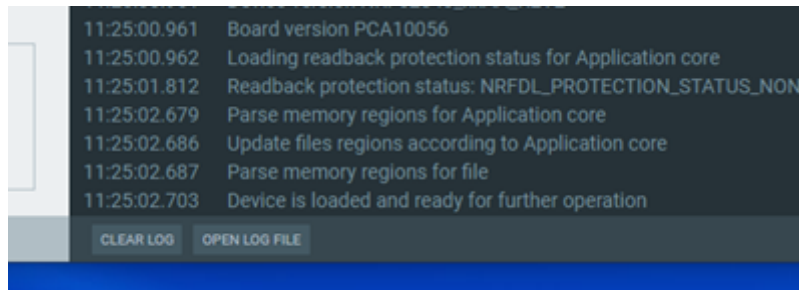 11:25:00.961 Board version PCA10056
11:25:00.962 Loading readback protection status for Application core
11:25:01.812 Readback protection status: NRFDL_PROTECTION_STATUS_NON
11:25:02.679 Parse memory regions for Application core
11:25:02.686 Update files regions according to Application core
11:25:02.687 Parse memory regions for file
11:25:02.703 Device is loaded and ready for further operation
CLEAR LOG OPEN LOG FILE